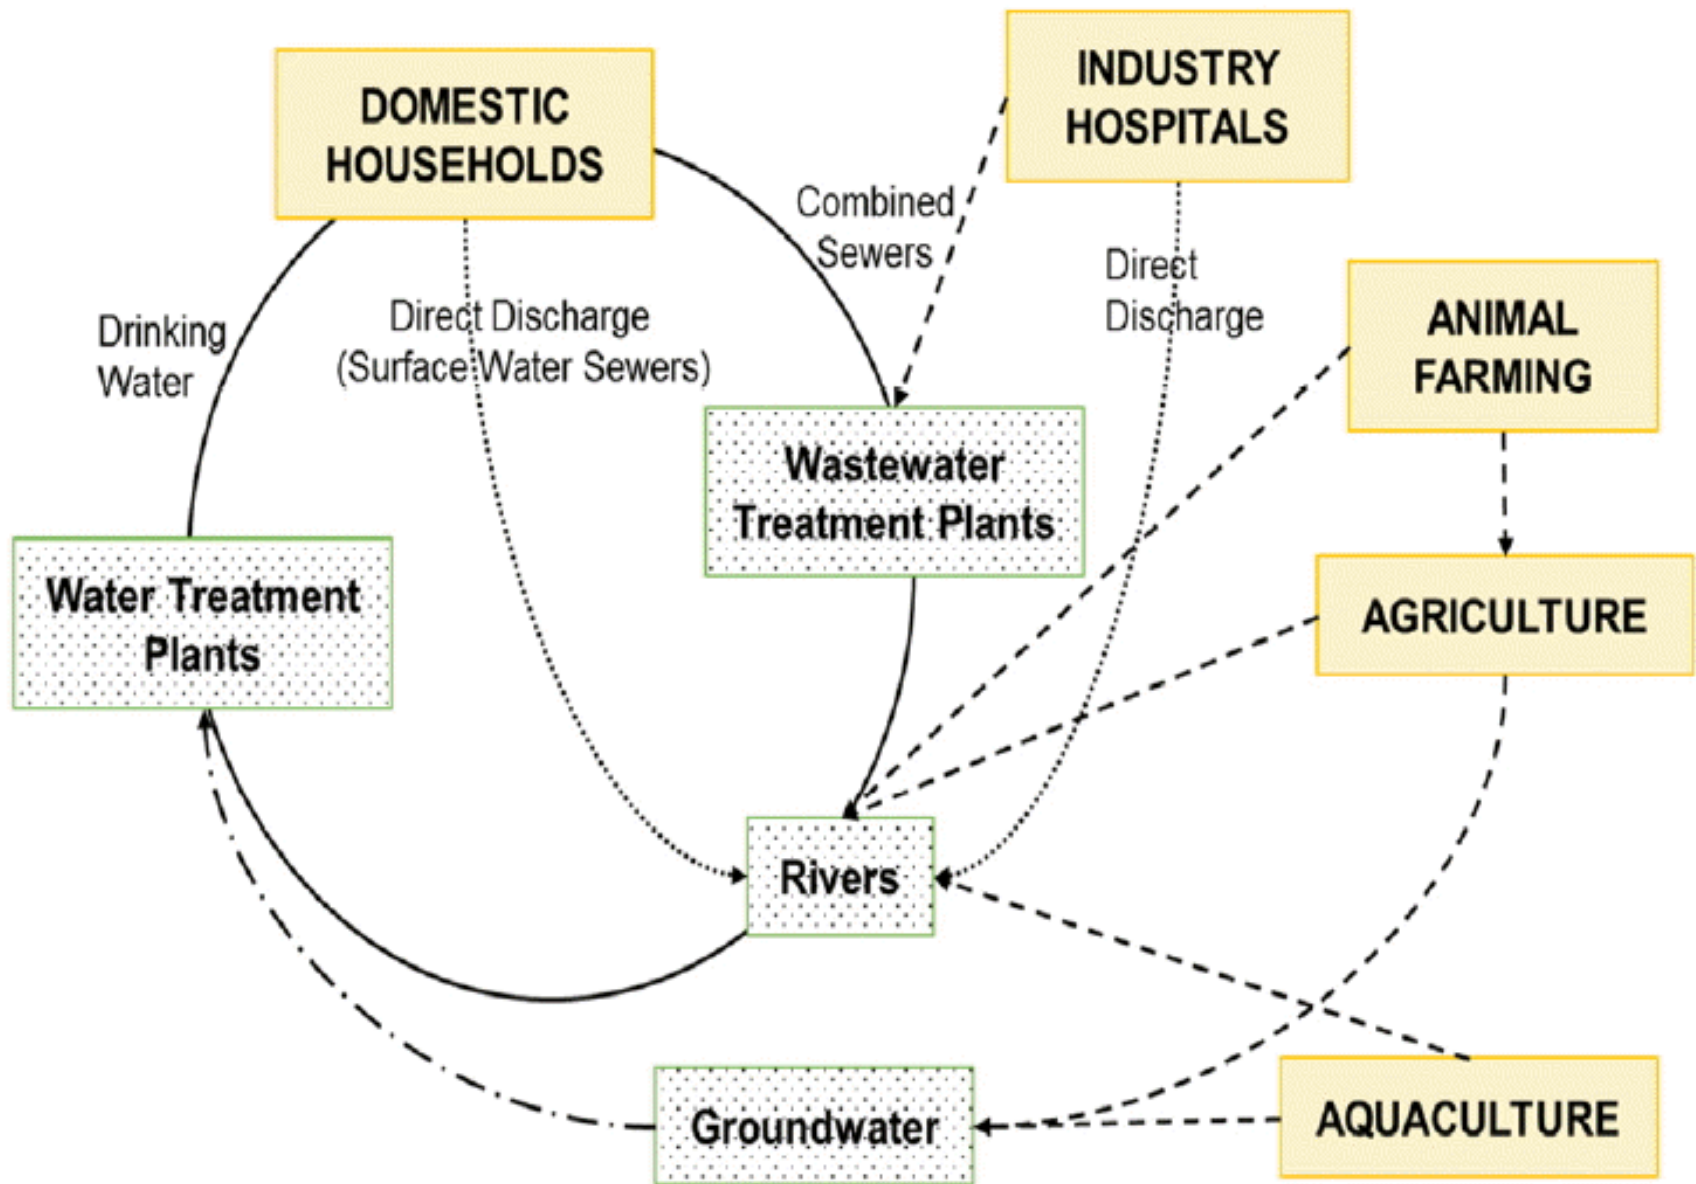 DOMESTIC
HOUSEHOLDS
INDUSTRY
HOSPITALS
Combined
Sewers
Direct
Discharge
Drinking
Water
Direct Discharge
(Surface Water Sewers)
ANIMAL
FARMING
Wastewater
Treatment Plants
Water Treatment
Plants
AGRICULTURE
Rivers
Groundwater
AQUACULTURE